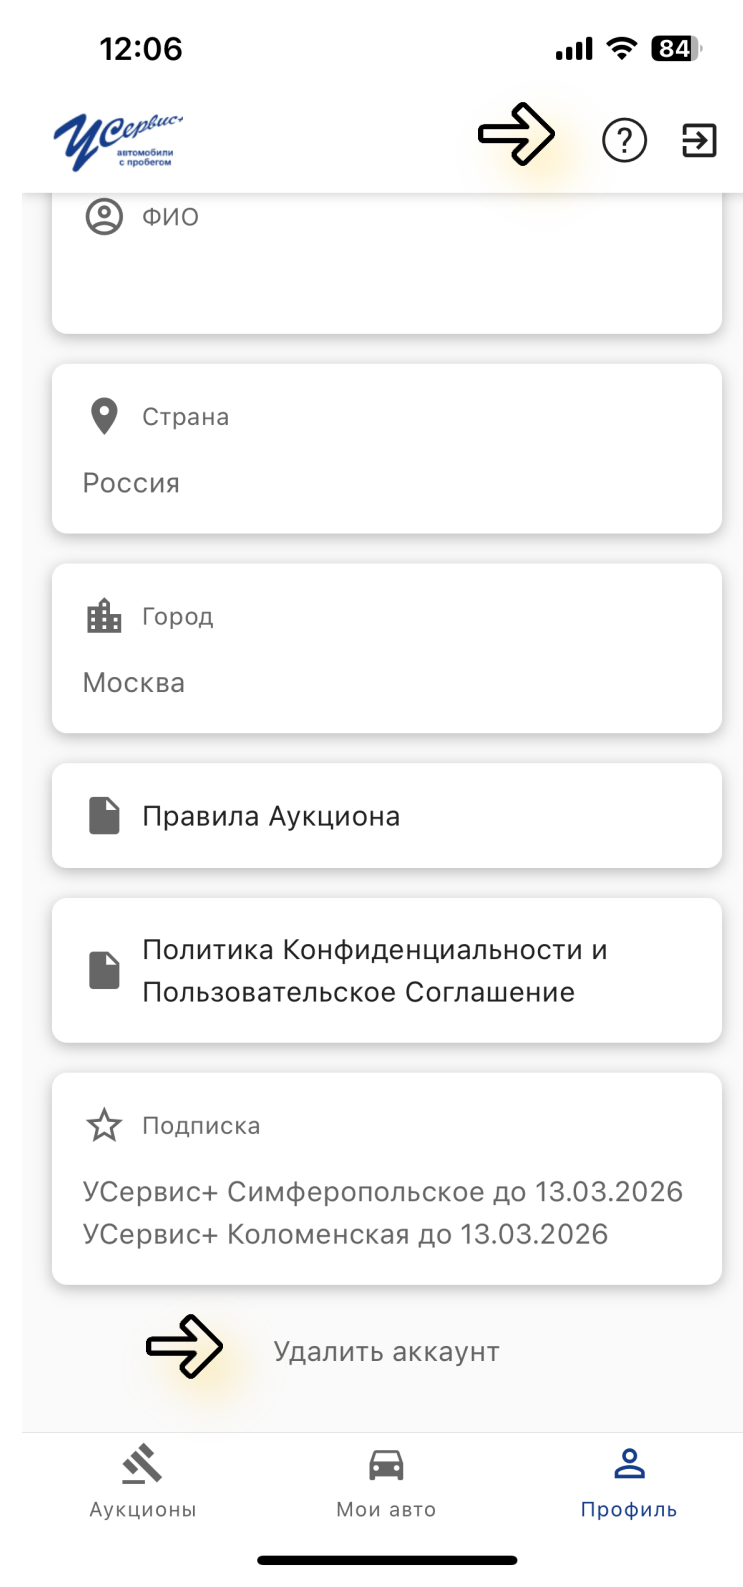 12:06
84
УСервис+
автомобили
с пробегом
?
ФИО
Страна
Россия
Город
Москва
Правила Аукциона
Политика Конфиденциальности и
Пользовательское Соглашение
Подписка
УСервис+ Симферопольское до 13.03.2026
УСервис+ Коломенская до 13.03.2026
Удалить аккаунт
Аукционы
Мои авто
Профиль